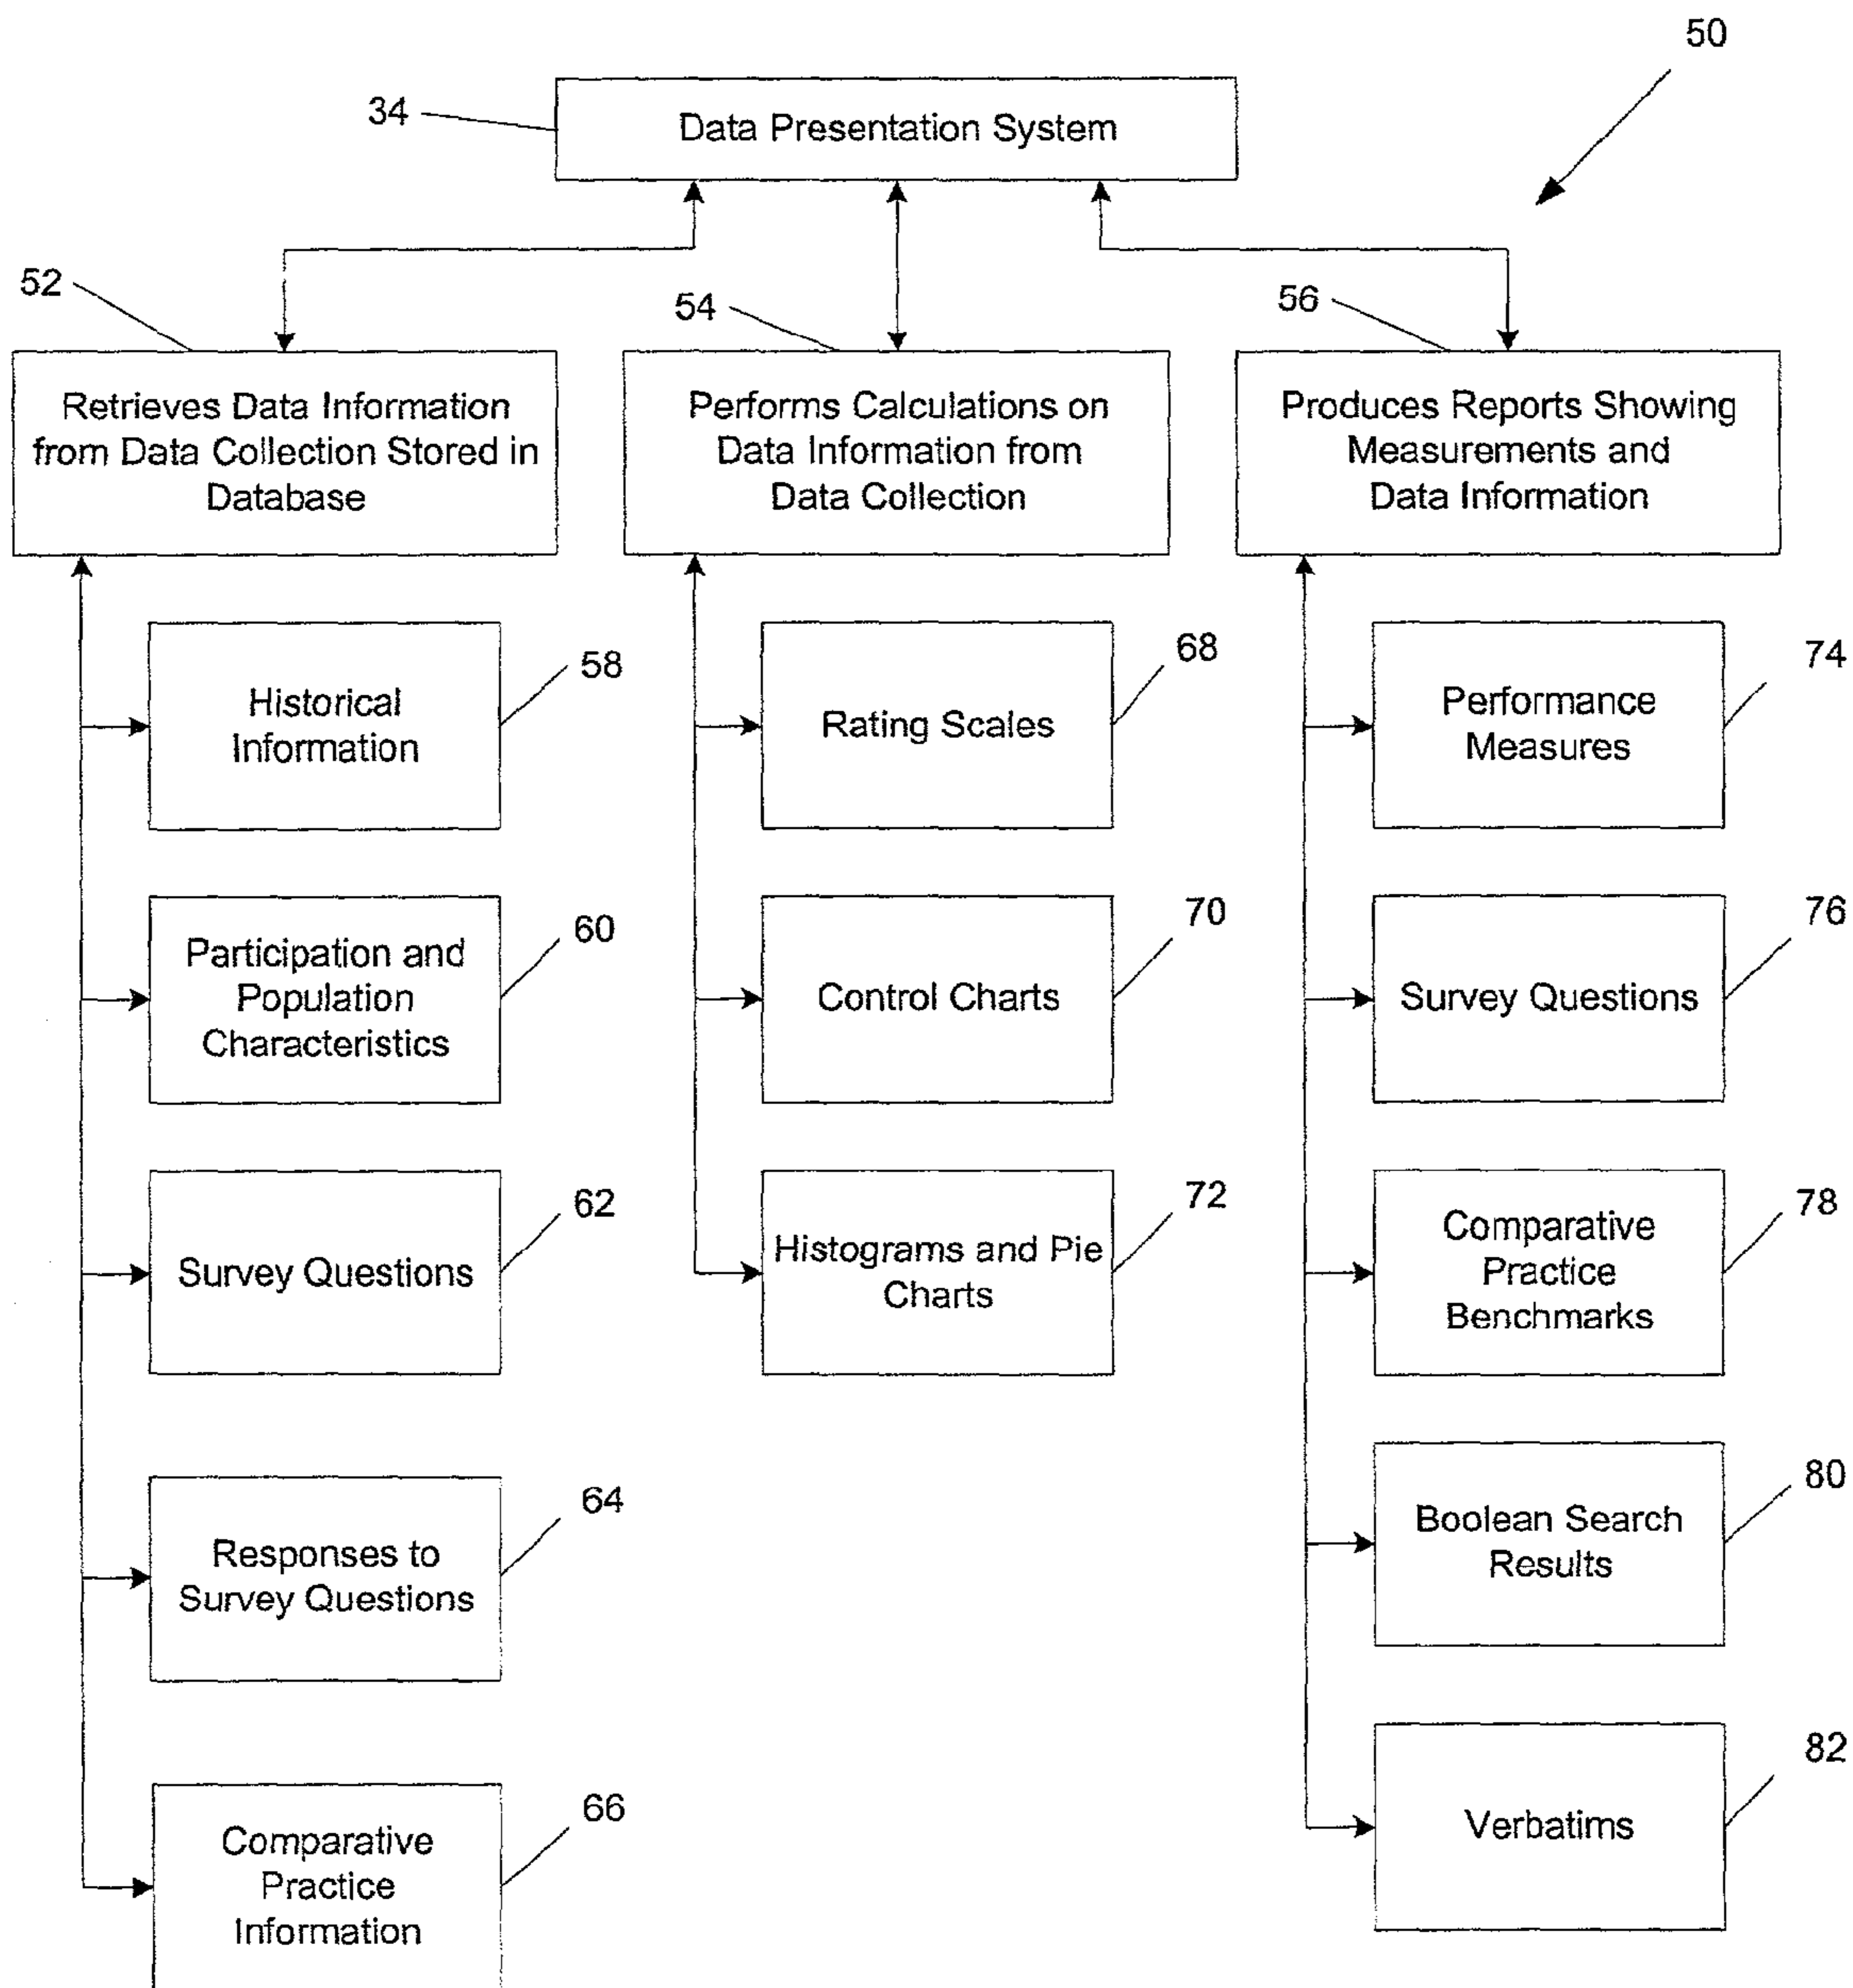 50
34
Data Presentation System
52
54
56
Retrieves Data Information
from Data Collection Stored in
Database
Performs Calculations on
Data Information from
Data Collection
Produces Reports Showing
Measurements and
Data Information
Historical
Information
58
Participation and
Population
Characteristics
60
Survey Questions
62
Responses to
Survey Questions
64
Comparative
Practice
Information
66
Rating Scales
68
Control Charts
70
Histograms and Pie
Charts
72
Performance
Measures
74
Survey Questions
76
Comparative
Practice
Benchmarks
78
Boolean Search
Results
80
Verbatims
82